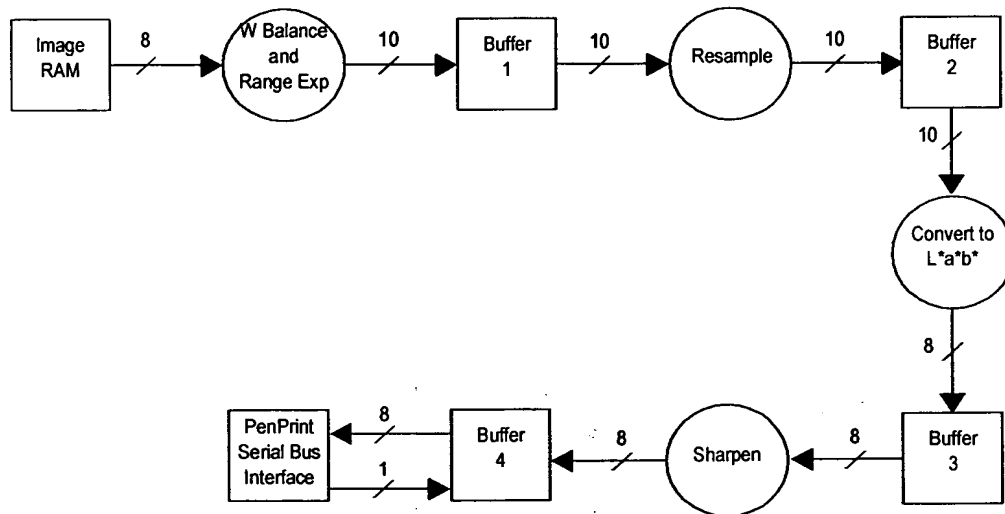 Image
RAM
8
W Balance
and
Range Exp
10
Buffer
1
10
Resample
10
Buffer
2
10
Convert to
L*a*b*
8
Buffer
3
8
Sharpen
8
Buffer
4
8
1
PenPrint
Serial Bus
Interface